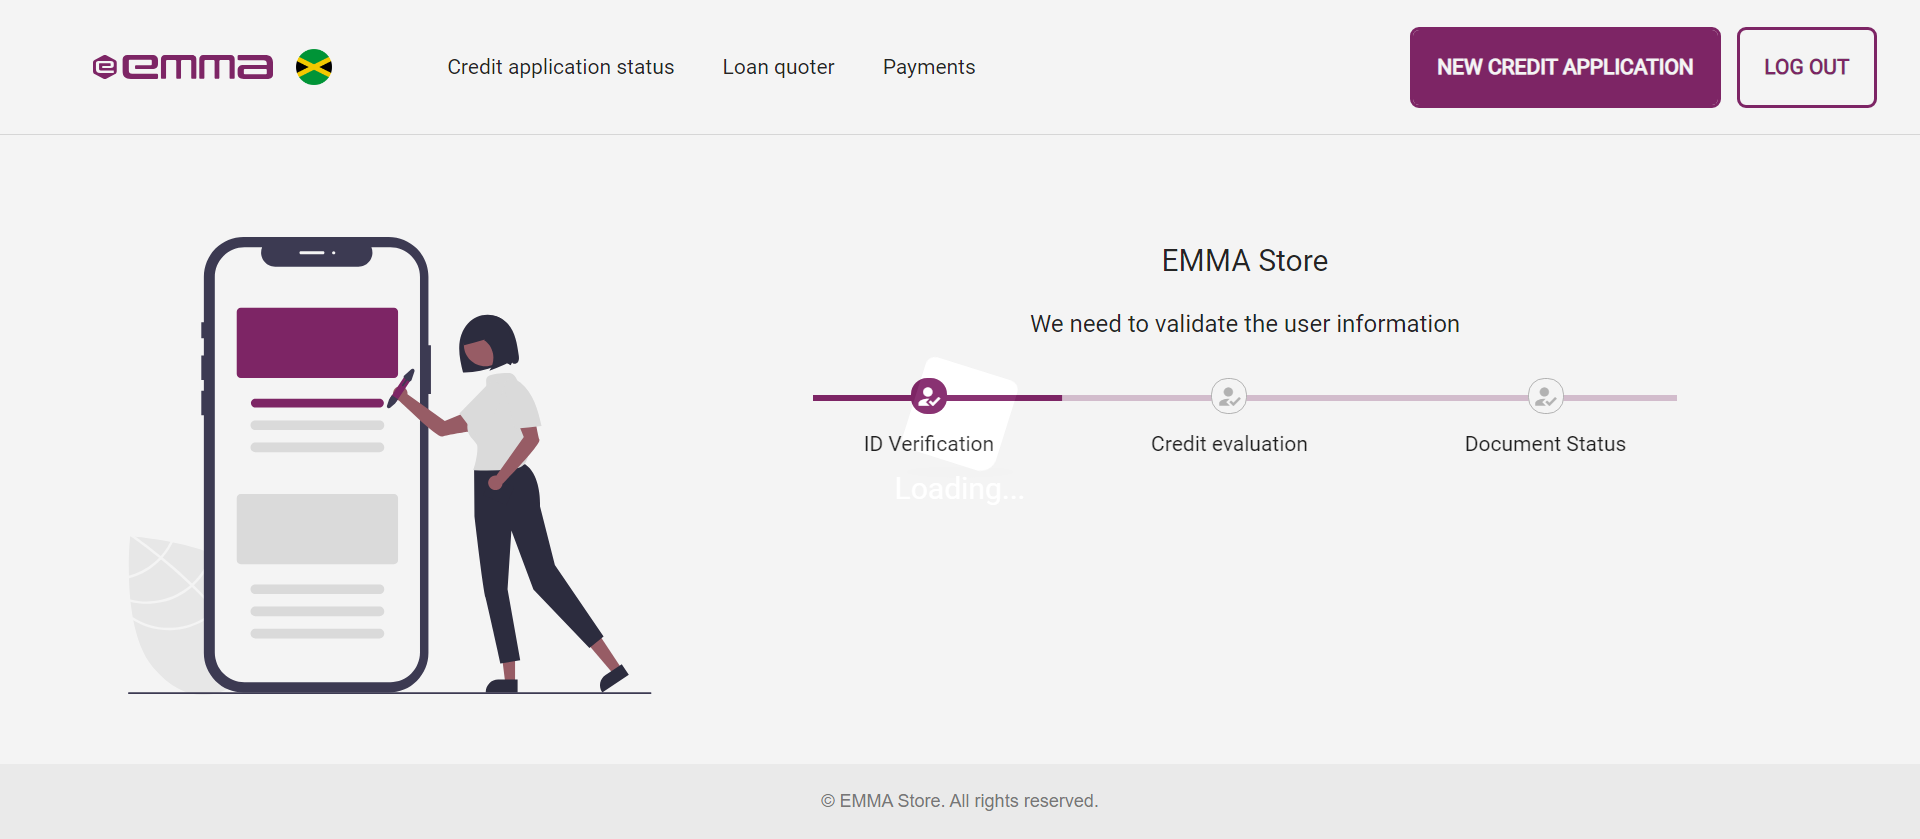 emma
Credit application status
Loan quoter
Payments
NEW CREDIT APPLICATION
LOG OUT
EMMA Store
We need to validate the user information
ID Verification
Credit evaluation
Document Status
Loading...
© EMMA Store. All rights reserved.